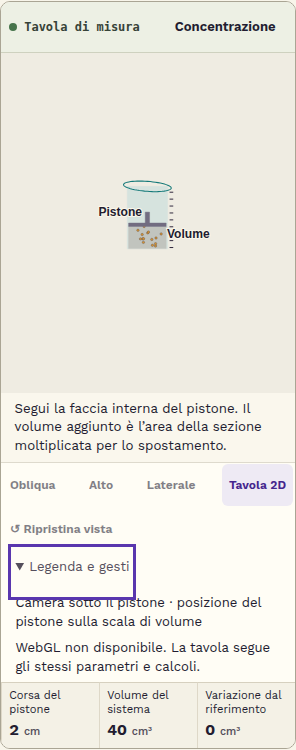 Tavola di misura
Concentrazione
Pistone
Volume
Segui la faccia interna del pistone. Il
volume aggiunto è l’area della sezione
moltiplicata per lo spostamento.
Obliqua Alto Laterale Tavola 2D
↺ Ripristina vista
▼ Legenda e gesti
Camera sotto il pistone · posizione del
pistone sulla scala di volume
WebGL non disponibile. La tavola segue
gli stessi parametri e calcoli.
Corsa del
pistone
2 cm
Volume del
sistema
40 cm³
Variazione dal
riferimento
0 cm³